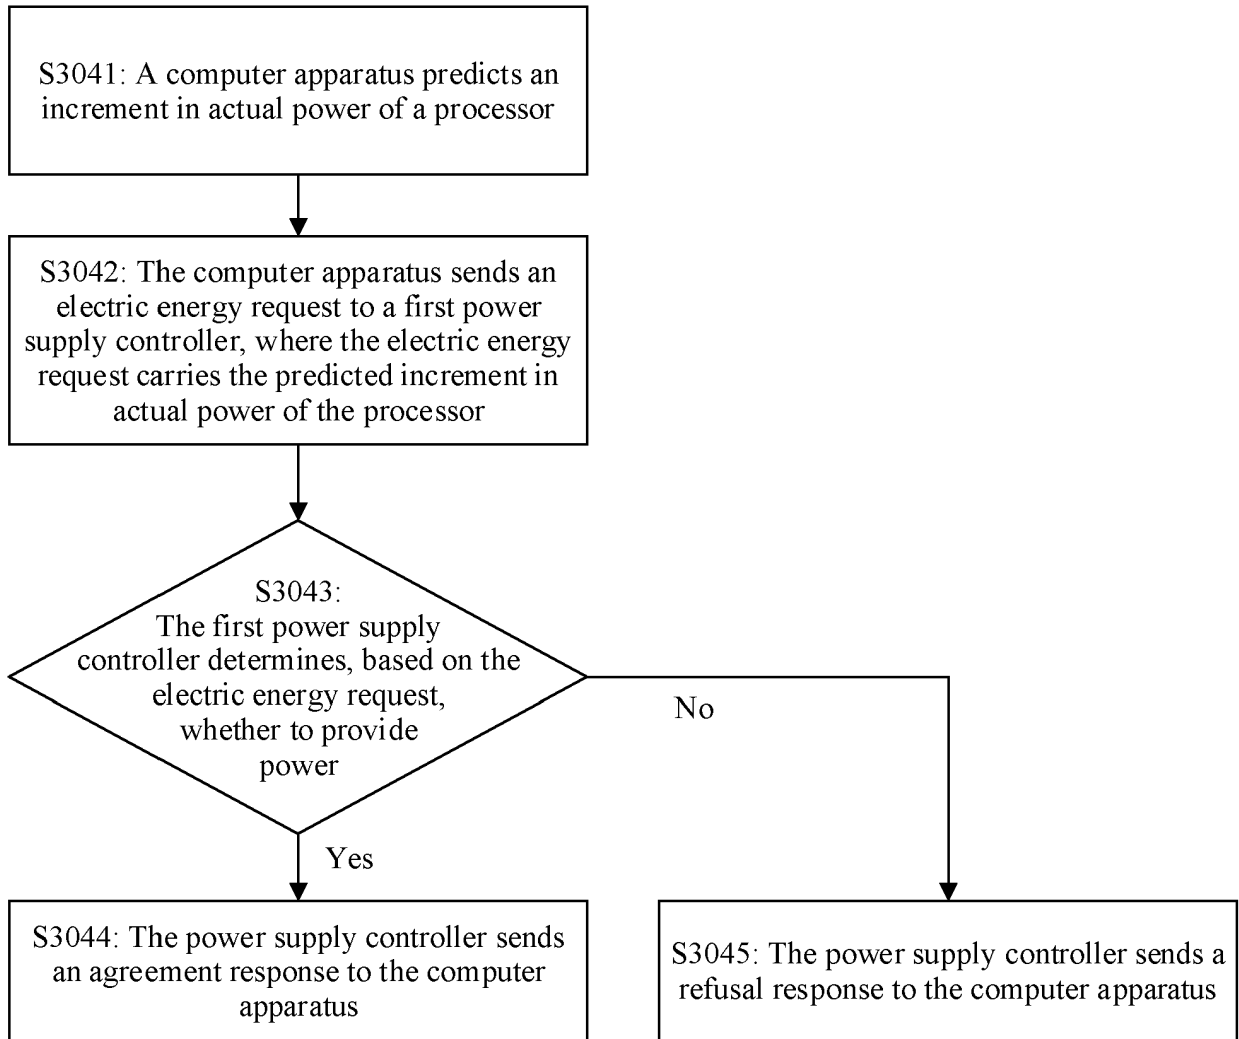 S3041: A computer apparatus predicts an
increment in actual power of a processor
S3042: The computer apparatus sends an
electric energy request to a first power
supply controller, where the electric energy
request carries the predicted increment in
actual power of the processor
S3043:
The first power supply
controller determines, based on the
electric energy request,
whether to provide
power
No
Yes
S3044: The power supply controller sends
an agreement response to the computer
apparatus
S3045: The power supply controller sends a
refusal response to the computer apparatus